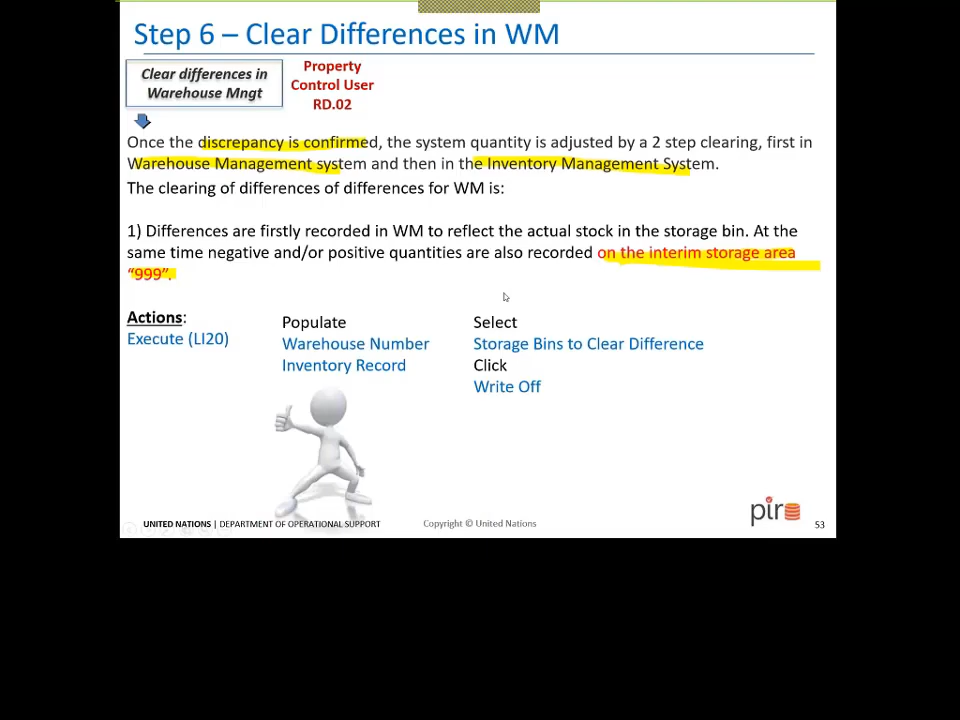 Step 6 – Clear Differences in WM
Clear differences in
Warehouse Mngt
Property
Control User
RD.02
Once the discrepancy is confirmed, the system quantity is adjusted by a 2 step clearing, first in
Warehouse Management system and then in the Inventory Management System.
The clearing of differences of differences for WM is:
1) Differences are firstly recorded in WM to reflect the actual stock in the storage bin. At the
same time negative and/or positive quantities are also recorded on the interim storage area
“999”.
Actions:
Execute (LI20)
Populate
Warehouse Number
Inventory Record
Select
Storage Bins to Clear Difference
Click
Write Off
UNITED NATIONS | DEPARTMENT OF OPERATIONAL SUPPORT
Copyright © United Nations
pir
53